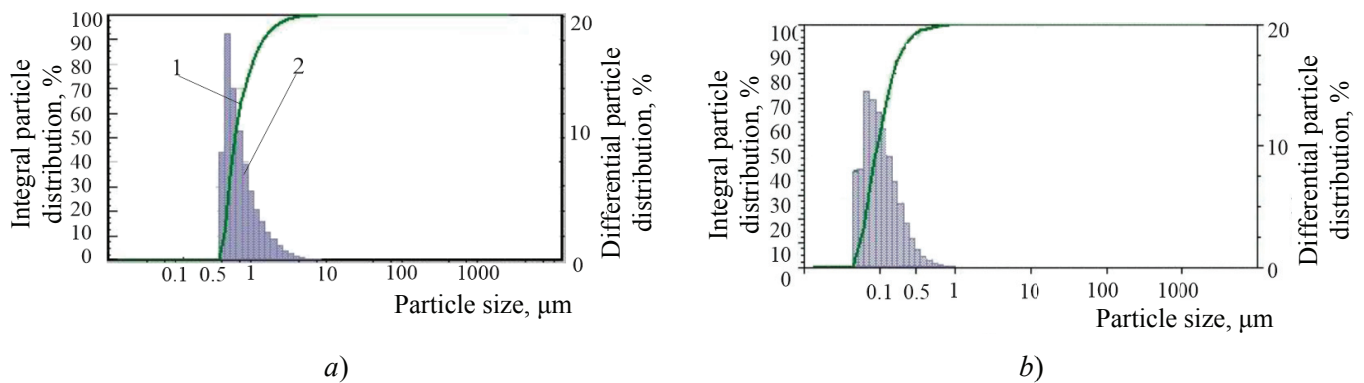 100
90
80
70
60
50
40
30
20
10
0
Integral particle
distribution, %
1
2
20
10
0
Differential particle
distribution, %
0.1 0.5 1 10 100 1000
Particle size, μm
a)
100
90
80
70
60
50
40
30
20
10
0
Integral particle
distribution, %
20
10
0
Differential particle
distribution, %
0.1 0.5 1 10 100 1000
Particle size, μm
b)